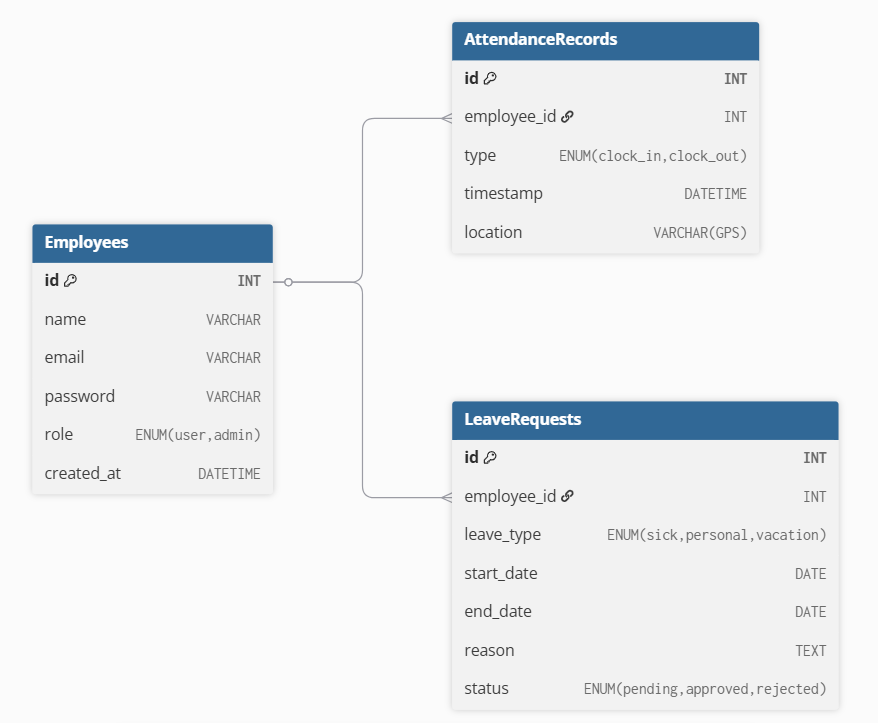 AttendanceRecords
id INT
employee_id INT
type ENUM(clock_in,clock_out)
timestamp DATETIME
location VARCHAR(GPS)
Employees
id INT
name VARCHAR
email VARCHAR
password VARCHAR
role ENUM(user,admin)
created_at DATETIME
LeaveRequests
id INT
employee_id INT
leave_type ENUM(sick,personal,vacation)
start_date DATE
end_date DATE
reason TEXT
status ENUM(pending,approved,rejected)